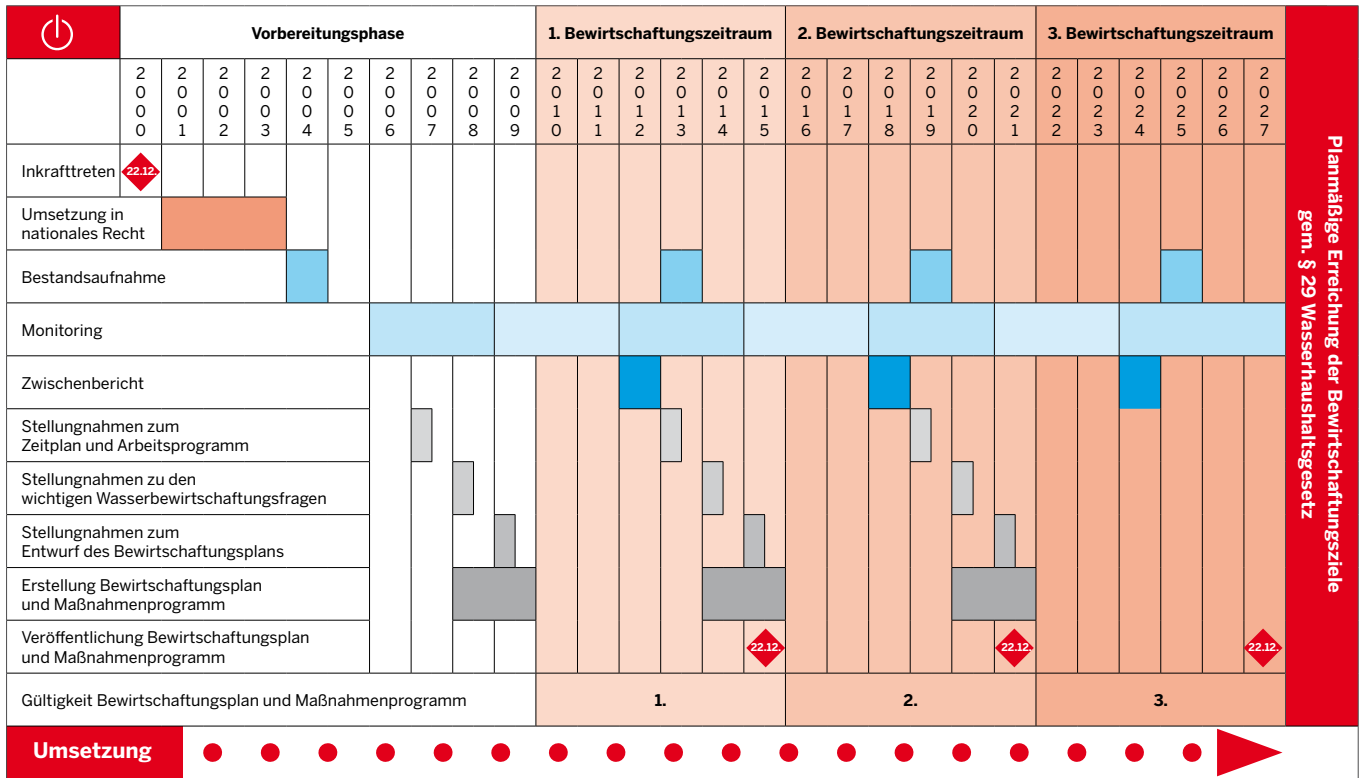 Vorbereitungsphase
1. Bewirtschaftungszeitraum
2. Bewirtschaftungszeitraum
3. Bewirtschaftungszeitraum
2000
2001
2002
2003
2004
2005
2006
2007
2008
2009
2010
2011
2012
2013
2014
2015
2016
2017
2018
2019
2020
2021
2022
2023
2024
2025
2026
2027
Inkrafttreten
22.12.
Umsetzung in
nationales Recht
Bestandsaufnahme
Monitoring
Zwischenbericht
Stellungnahmen zum
Zeitplan und Arbeitsprogramm
Stellungnahmen zu den
wichtigen Wasserbewirtschaftungsfragen
Stellungnahmen zum
Entwurf des Bewirtschaftungsplans
Erstellung Bewirtschaftungsplan
und Maßnahmenprogramm
Veröffentlichung Bewirtschaftungsplan
und Maßnahmenprogramm
22.12.
22.12.
22.12.
Gültigkeit Bewirtschaftungsplan und Maßnahmenprogramm
1.
2.
3.
Umsetzung
Planmäßige Erreichung der Bewirtschaftungsziele
gem. § 29 Wasserhaushaltsgesetz